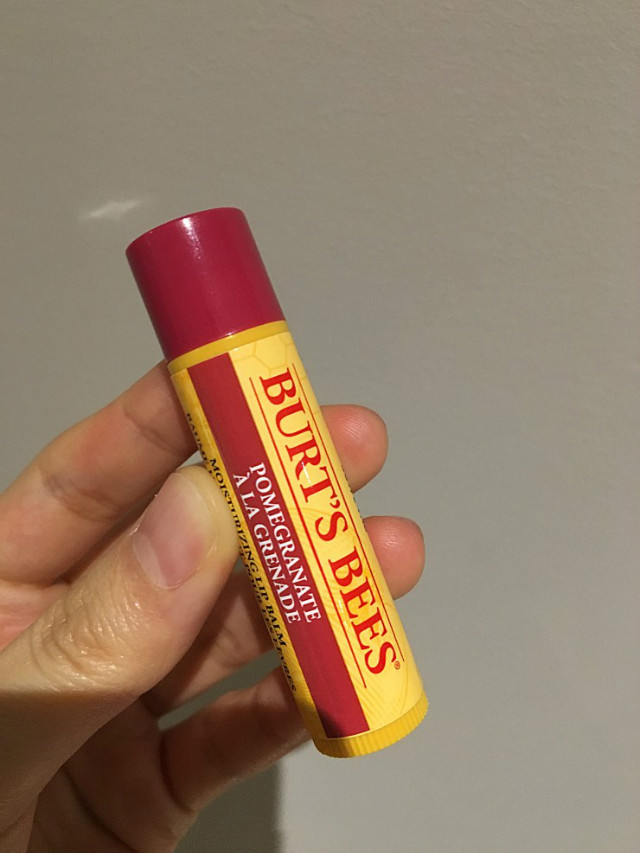 BURT'S BEES®
POMEGRANATE
À LA GRENADE
MOISTURIZING LIP BALM